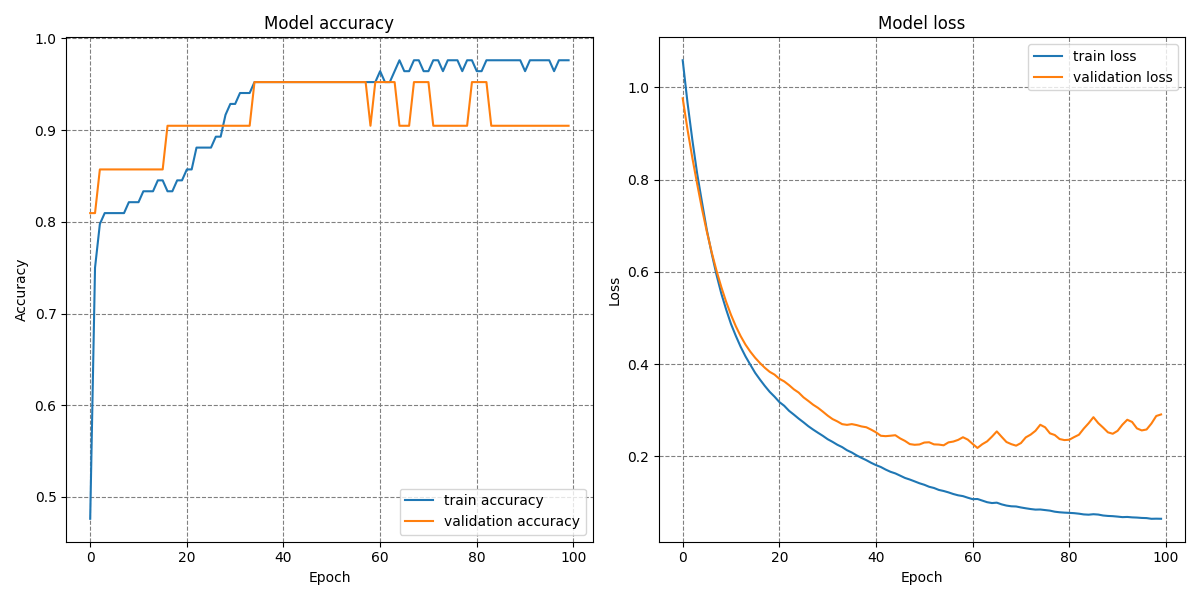 Model accuracy
1.0
0.9
0.8
0.7
0.6
0.5
Accuracy
0 20 40 60 80 100
Epoch
train accuracy
validation accuracy
Model loss
1.0
0.8
0.6
0.4
0.2
Loss
0 20 40 60 80 100
Epoch
train loss
validation loss